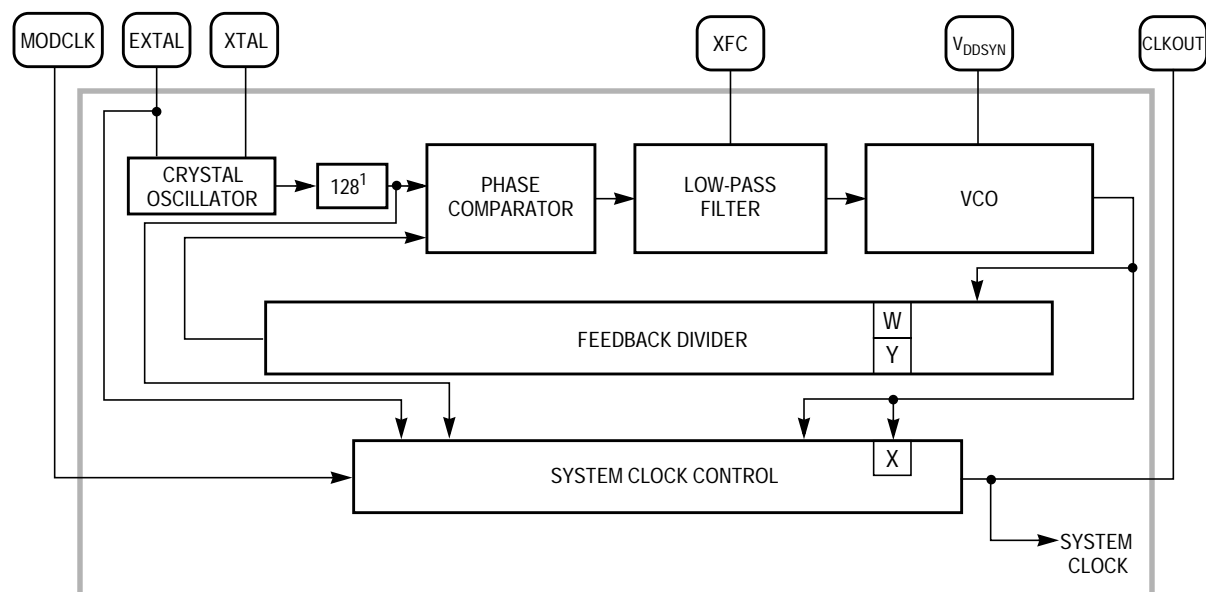 MODCLK
EXTAL
XTAL
XFC
VDDSYN
CLKOUT
CRYSTAL
OSCILLATOR
128¹
PHASE
COMPARATOR
LOW-PASS
FILTER
VCO
FEEDBACK DIVIDER
W
Y
SYSTEM CLOCK CONTROL
X
SYSTEM
CLOCK